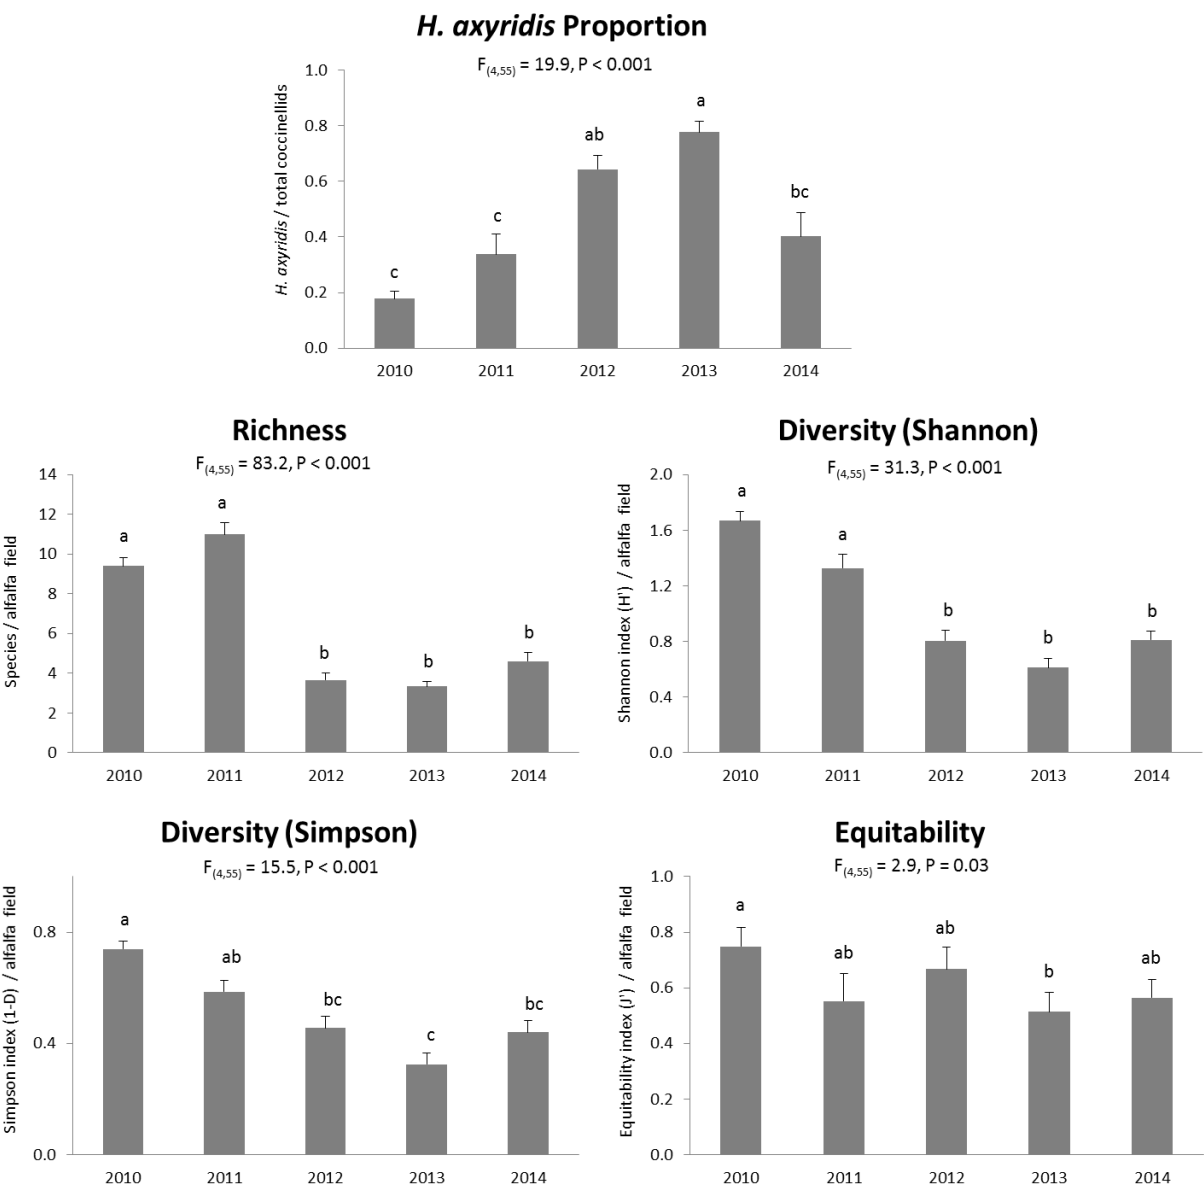 H. axyridis Proportion
F(4,55) = 19.9, P < 0.001
H. axyridis / total coccinellids
1.0
0.8
0.6
0.4
0.2
0.0
c
c
ab
a
bc
2010 2011 2012 2013 2014
Richness
F(4,55) = 83.2, P < 0.001
Species / alfalfa field
14
12
10
8
6
4
2
0
a
a
b
b
b
2010 2011 2012 2013 2014
Diversity (Shannon)
F(4,55) = 31.3, P < 0.001
Shannon index (H') / alfalfa field
2.0
1.6
1.2
0.8
0.4
0.0
a
a
b
b
b
2010 2011 2012 2013 2014
Diversity (Simpson)
F(4,55) = 15.5, P < 0.001
Simpson index (1-D) / alfalfa field
0.8
0.4
0.0
a
ab
bc
c
bc
2010 2011 2012 2013 2014
Equitability
F(4,55) = 2.9, P = 0.03
Equitability index (J') / alfalfa field
1.0
0.8
0.6
0.4
0.2
0.0
a
ab
ab
b
ab
2010 2011 2012 2013 2014